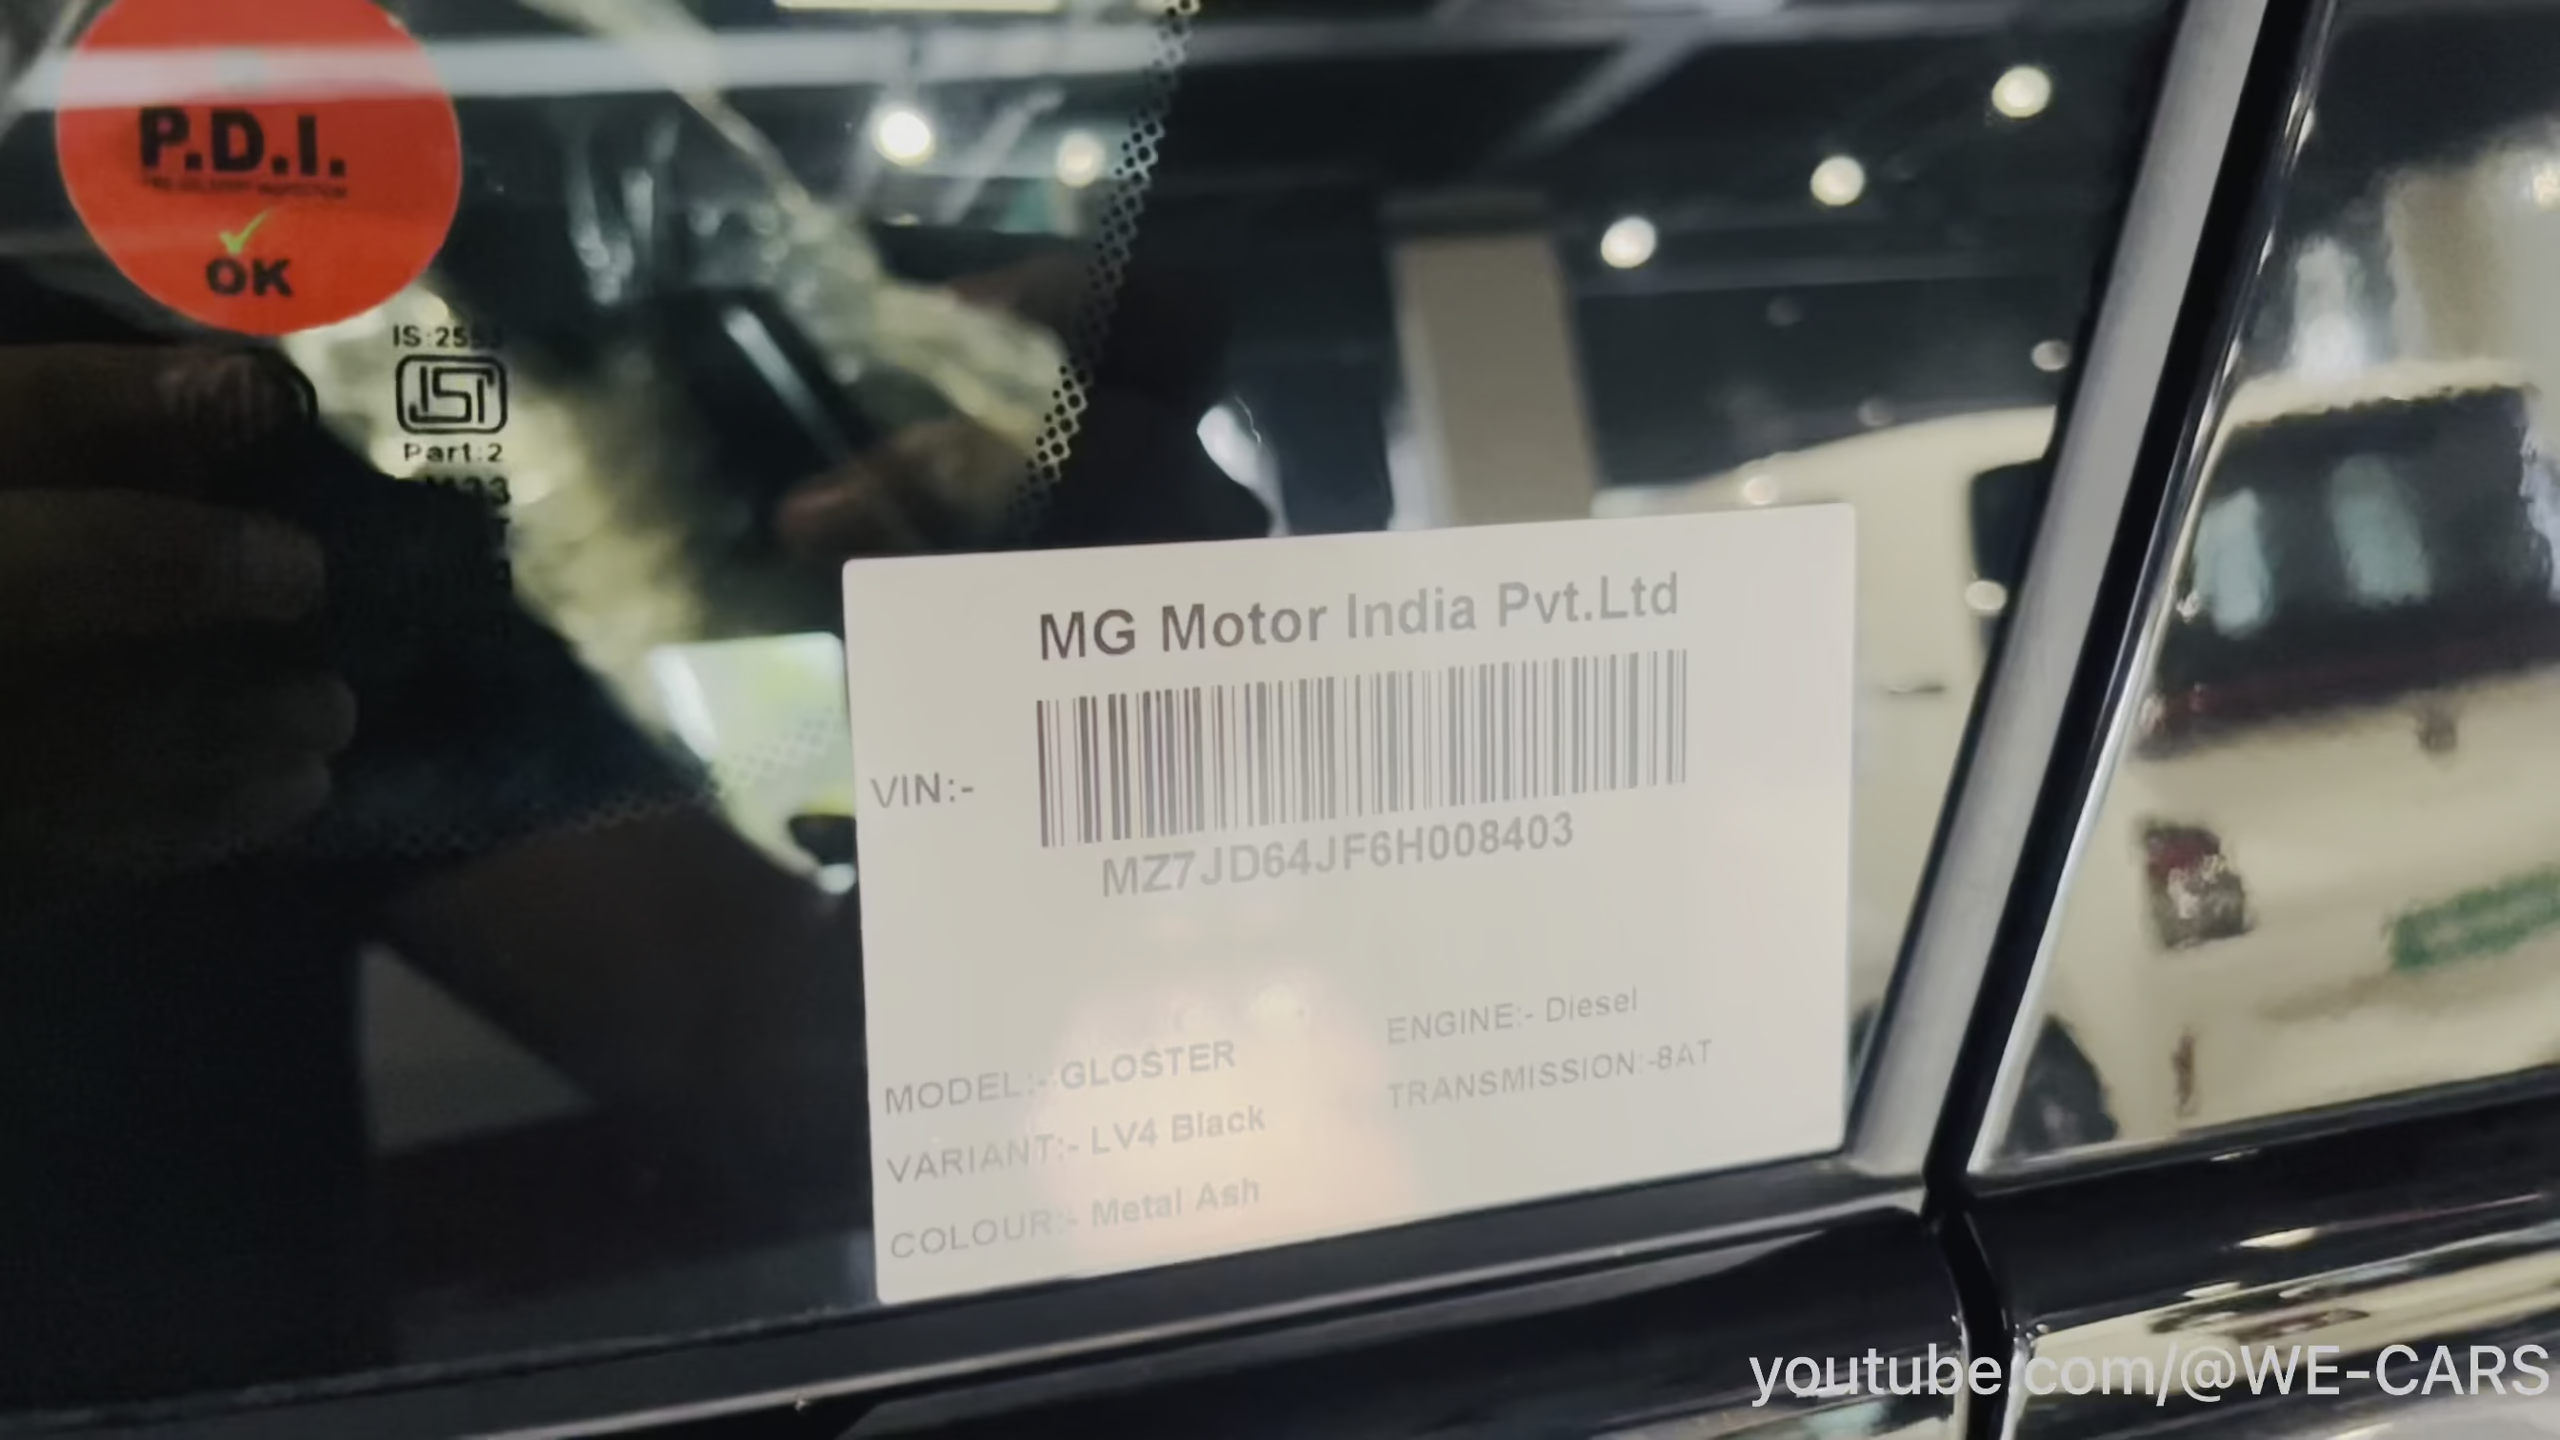 P.D.I.
OK
IS:2553
ISI
Part:2
MG Motor India Pvt.Ltd
VIN:-
MZ7JD64JF6H008403
MODEL:- GLOSTER
ENGINE:- Diesel
VARIANT:- LV4 Black
TRANSMISSION:-8AT
COLOUR:- Metal Ash
youtube.com/@WE-CARS